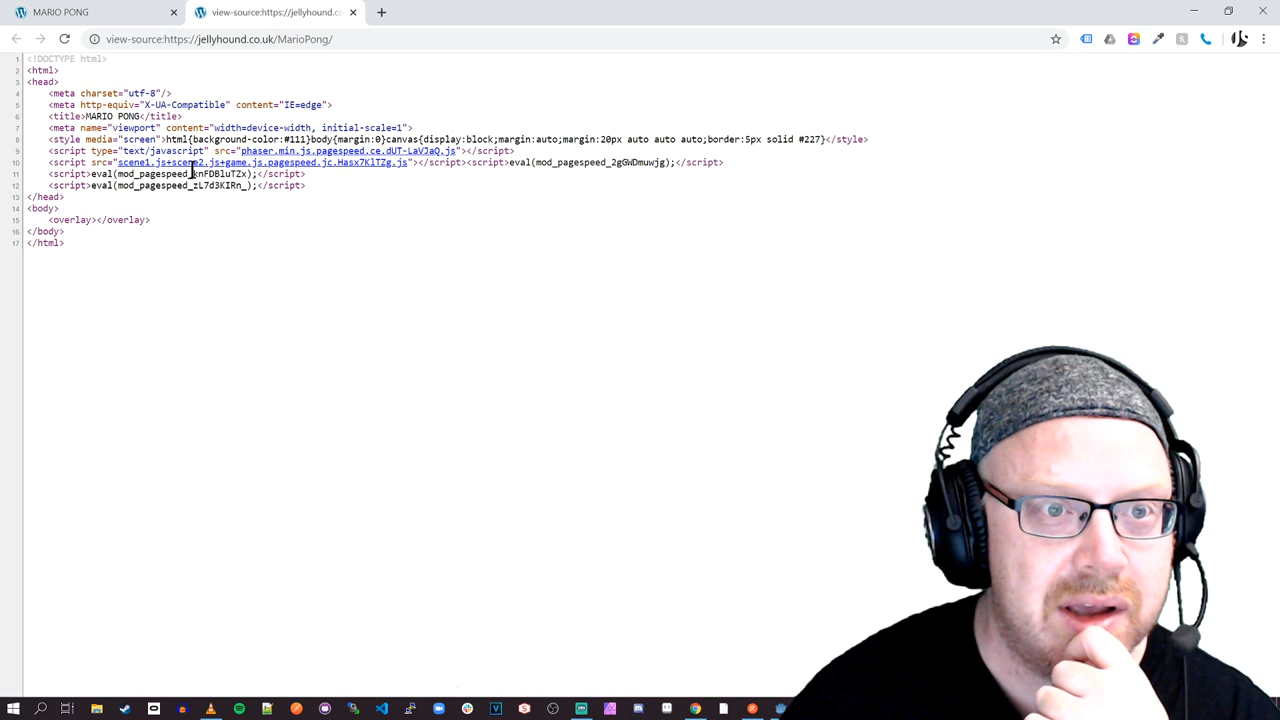 MARIO PONG
view-source:https://jellyhound.co
view-source:https://jellyhound.co.uk/MarioPong/
1 <!DOCTYPE html>
2 <html>
3 <head>
4 <meta charset="utf-8"/>
5 <meta http-equiv="X-UA-Compatible" content="IE=edge">
6 <title>MARIO PONG</title>
7 <meta name="viewport" content="width=device-width, initial-scale=1">
8 <style media="screen">html{background-color:#111}body{margin:0}canvas{display:block;margin:auto;margin:20px auto auto auto;border:5px solid #227}</style>
9 <script type="text/javascript" src="phaser.min.js.pagespeed.ce.dUT-LaVJaQ.js"></script>
10 <script src="scene1.js+scene2.js+game.js.pagespeed.jc.Hasx7KlTZg.js"></script><script>eval(mod_pagespeed_2gGWDmuwjg);</script>
11 <script>eval(mod_pagespeed_knFDBluTZx);</script>
12 <script>eval(mod_pagespeed_zL7d3KIRn_);</script>
13 </head>
14 <body>
15 <overlay></overlay>
16 </body>
17 </html>